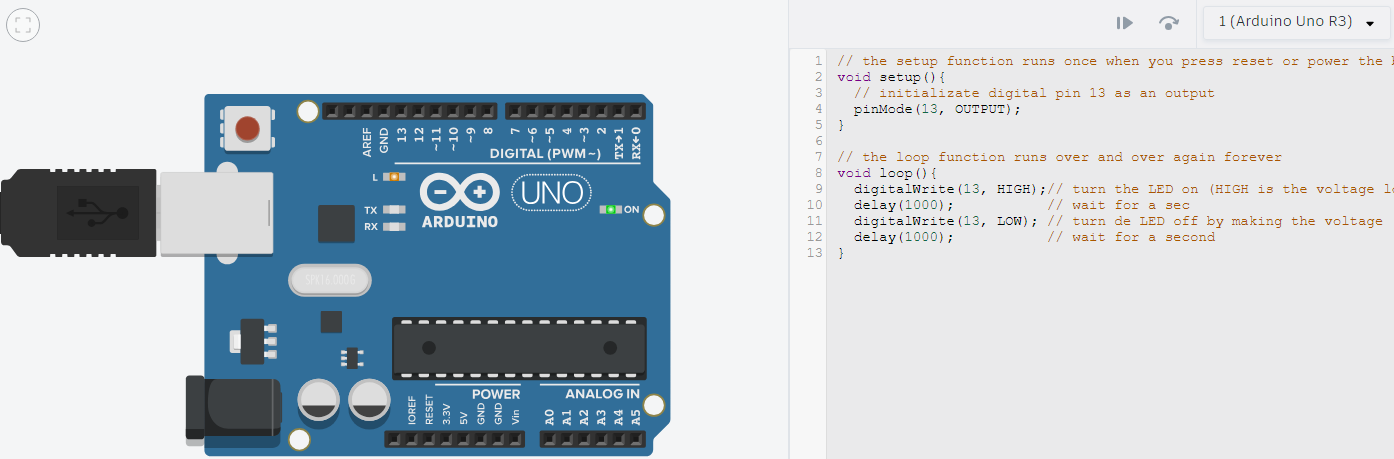 1 (Arduino Uno R3)
AREF
GND
13
12
~11
~10
~9
8
7
~6
~5
4
~3
2
TX→1
RX←0
DIGITAL (PWM~)
L
TX
RX
ARDUINO
UNO
ON
POWER
ANALOG IN
IOREF
RESET
3.3V
5V
GND
GND
Vin
A0
A1
A2
A3
A4
A5
1 // the setup function runs once when you press reset or power the
2 void setup(){
3 // initializate digital pin 13 as an output
4 pinMode(13, OUTPUT);
5 }
6
7 // the loop function runs over and over again forever
8 void loop(){
9 digitalWrite(13, HIGH);// turn the LED on (HIGH is the voltage
10 delay(1000); // wait for a sec
11 digitalWrite(13, LOW); // turn de LED off by making the voltage
12 delay(1000); // wait for a second
13 }